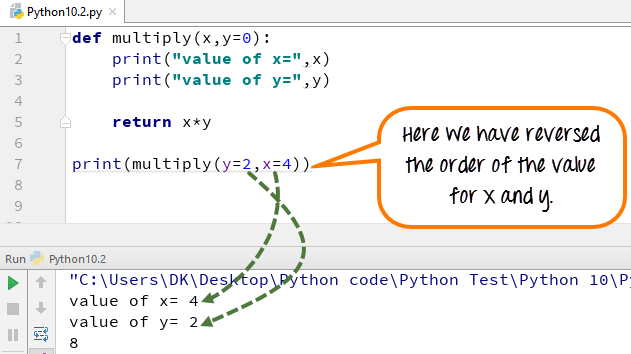 Python10.2.py ×
1 def multiply(x,y=0):
2 print("value of x=",x)
3 print("value of y=",y)
4
5 return x*y
6
7 print(multiply(y=2,x=4))
8
9
Here we have reversed
the order of the value
for x and y.
Run Python10.2
"C:\Users\DK\Desktop\Python code\Python Test\Python 10\Py
value of x= 4
value of y= 2
8